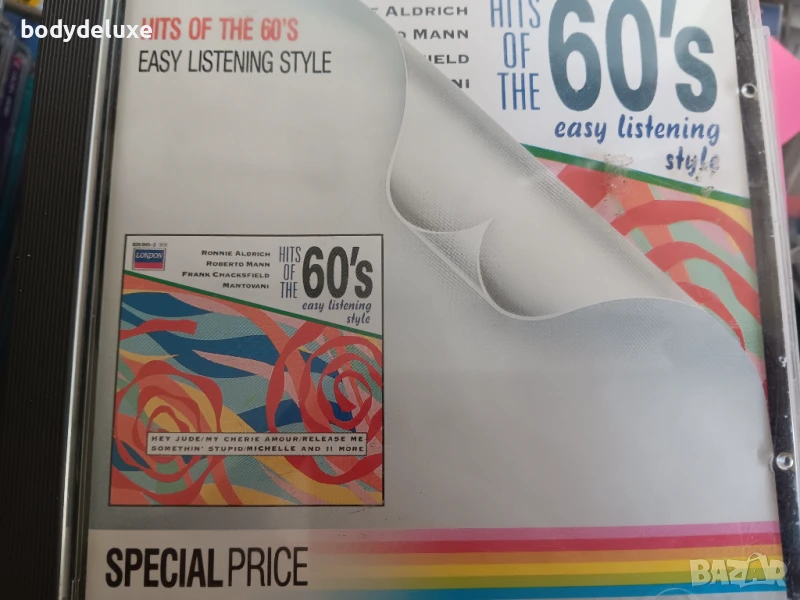 bodydeluxe
HITS OF THE 60'S
EASY LISTENING STYLE
ALDRICH
MANN
HITS
OF
THE
60's
easy listening
style
LONDON
RONNIE ALDRICH
ROBERTO MANN
FRANK CHACKSFIELD
MANTOVANI
HITS
OF
THE
60's
easy listening
style
HEY JUDE/MY CHERIE AMOUR/RELEASE ME
SOMETHIN' STUPID/MICHELLE AND 11 MORE
SPECIAL PRICE
BAZAR